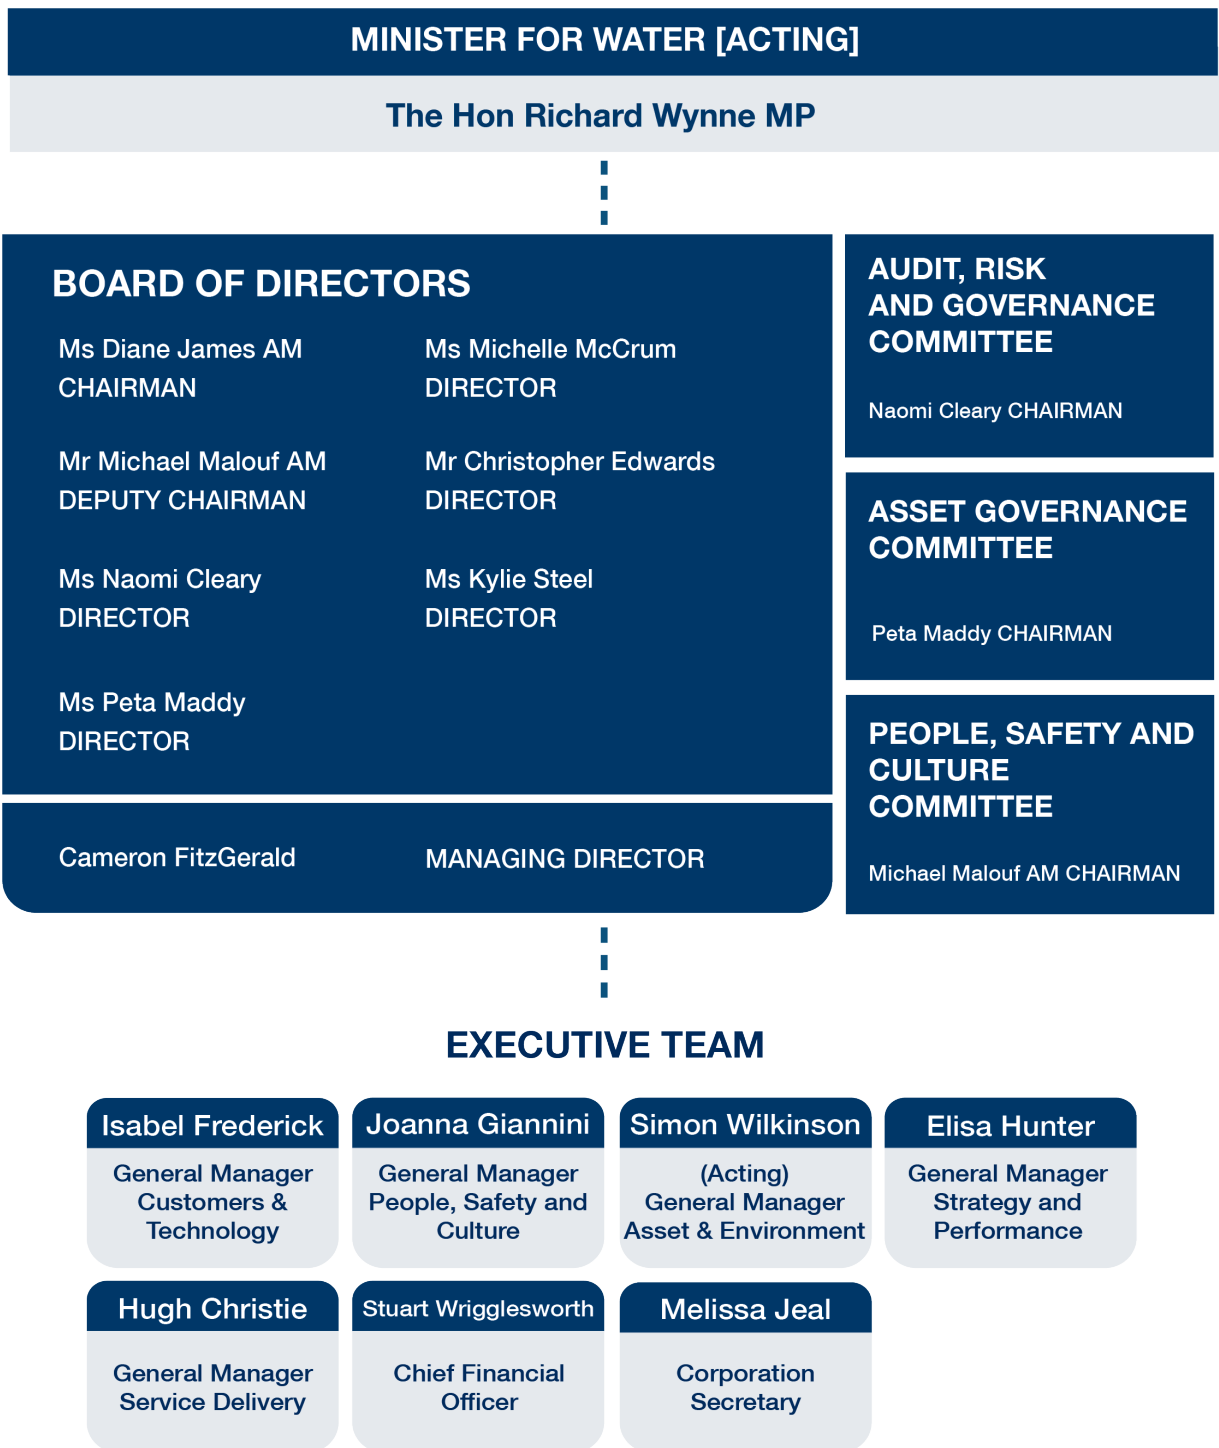 MINISTER FOR WATER [ACTING]
The Hon Richard Wynne MP
BOARD OF DIRECTORS
Ms Diane James AM
CHAIRMAN
Mr Michael Malouf AM
DEPUTY CHAIRMAN
Ms Naomi Cleary
DIRECTOR
Ms Peta Maddy
DIRECTOR
Ms Michelle McCrum
DIRECTOR
Mr Christopher Edwards
DIRECTOR
Ms Kylie Steel
DIRECTOR
Cameron FitzGerald
MANAGING DIRECTOR
AUDIT, RISK
AND GOVERNANCE
COMMITTEE
Naomi Cleary CHAIRMAN
ASSET GOVERNANCE
COMMITTEE
Peta Maddy CHAIRMAN
PEOPLE, SAFETY AND
CULTURE
COMMITTEE
Michael Malouf AM CHAIRMAN
EXECUTIVE TEAM
Isabel Frederick
General Manager
Customers &
Technology
Joanna Giannini
General Manager
People, Safety and
Culture
Simon Wilkinson
(Acting)
General Manager
Asset & Environment
Elisa Hunter
General Manager
Strategy and
Performance
Hugh Christie
General Manager
Service Delivery
Stuart Wrigglesworth
Chief Financial
Officer
Melissa Jeal
Corporation
Secretary